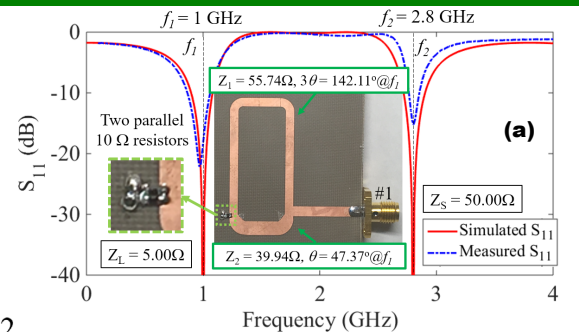 f1 = 1 GHz
f2 = 2.8 GHz
0
f1
f2
Z1 = 55.74Ω, 3θ = 142.11°@f1
-10
Two parallel
10 Ω resistors
(a)
S11 (dB)
-20
#1
ZS = 50.00Ω
-30
Simulated S11
Measured S11
ZL = 5.00Ω
Z2 = 39.94Ω, θ = 47.37°@f1
-40
0
1
2
3
4
Frequency (GHz)
2